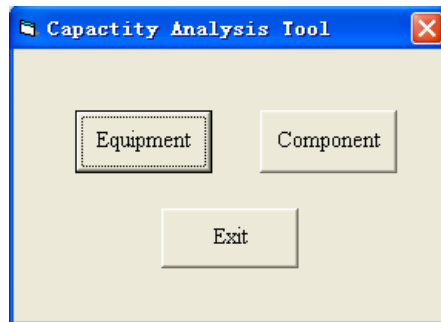 Capactity Analysis Tool
Equipment
Component
Exit